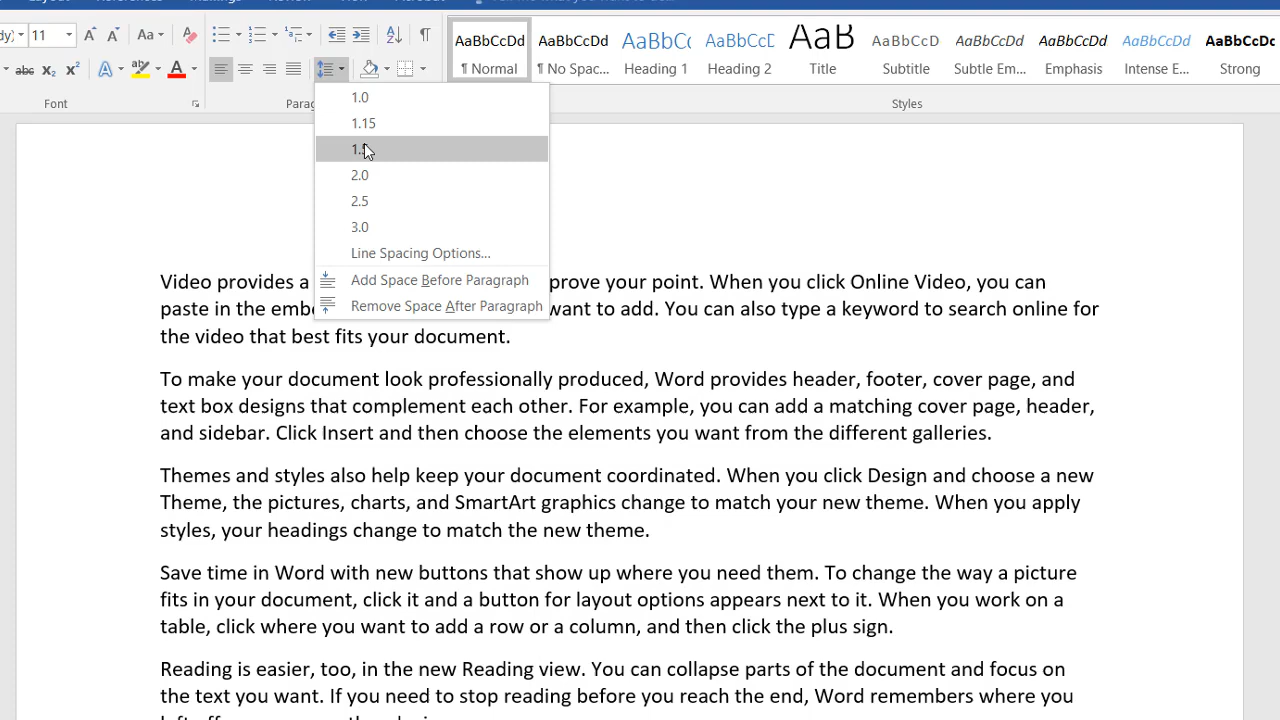 11 Aa
AaBbCcDd AaBbCcDd AaBbCc AaBbCcD AaB AaBbCcD AaBbCcDd AaBbCcDd AaBbCcDd AaBbCcDc
abc x₂ x² A aby A ¶ Normal ¶ No Spac... Heading 1 Heading 2 Title Subtitle Subtle Em... Emphasis Intense E... Strong
Font Styles
1.0
1.15
2.0
2.5
3.0
Line Spacing Options...
Add Space Before Paragraph
Remove Space After Paragraph
Video provides a prove your point. When you click Online Video, you can
paste in the want to add. You can also type a keyword to search online for
the video that best fits your document.
To make your document look professionally produced, Word provides header, footer, cover page, and
text box designs that complement each other. For example, you can add a matching cover page, header,
and sidebar. Click Insert and then choose the elements you want from the different galleries.
Themes and styles also help keep your document coordinated. When you click Design and choose a new
Theme, the pictures, charts, and SmartArt graphics change to match your new theme. When you apply
styles, your headings change to match the new theme.
Save time in Word with new buttons that show up where you need them. To change the way a picture
fits in your document, click it and a button for layout options appears next to it. When you work on a
table, click where you want to add a row or a column, and then click the plus sign.
Reading is easier, too, in the new Reading view. You can collapse parts of the document and focus on
the text you want. If you need to stop reading before you reach the end, Word remembers where you